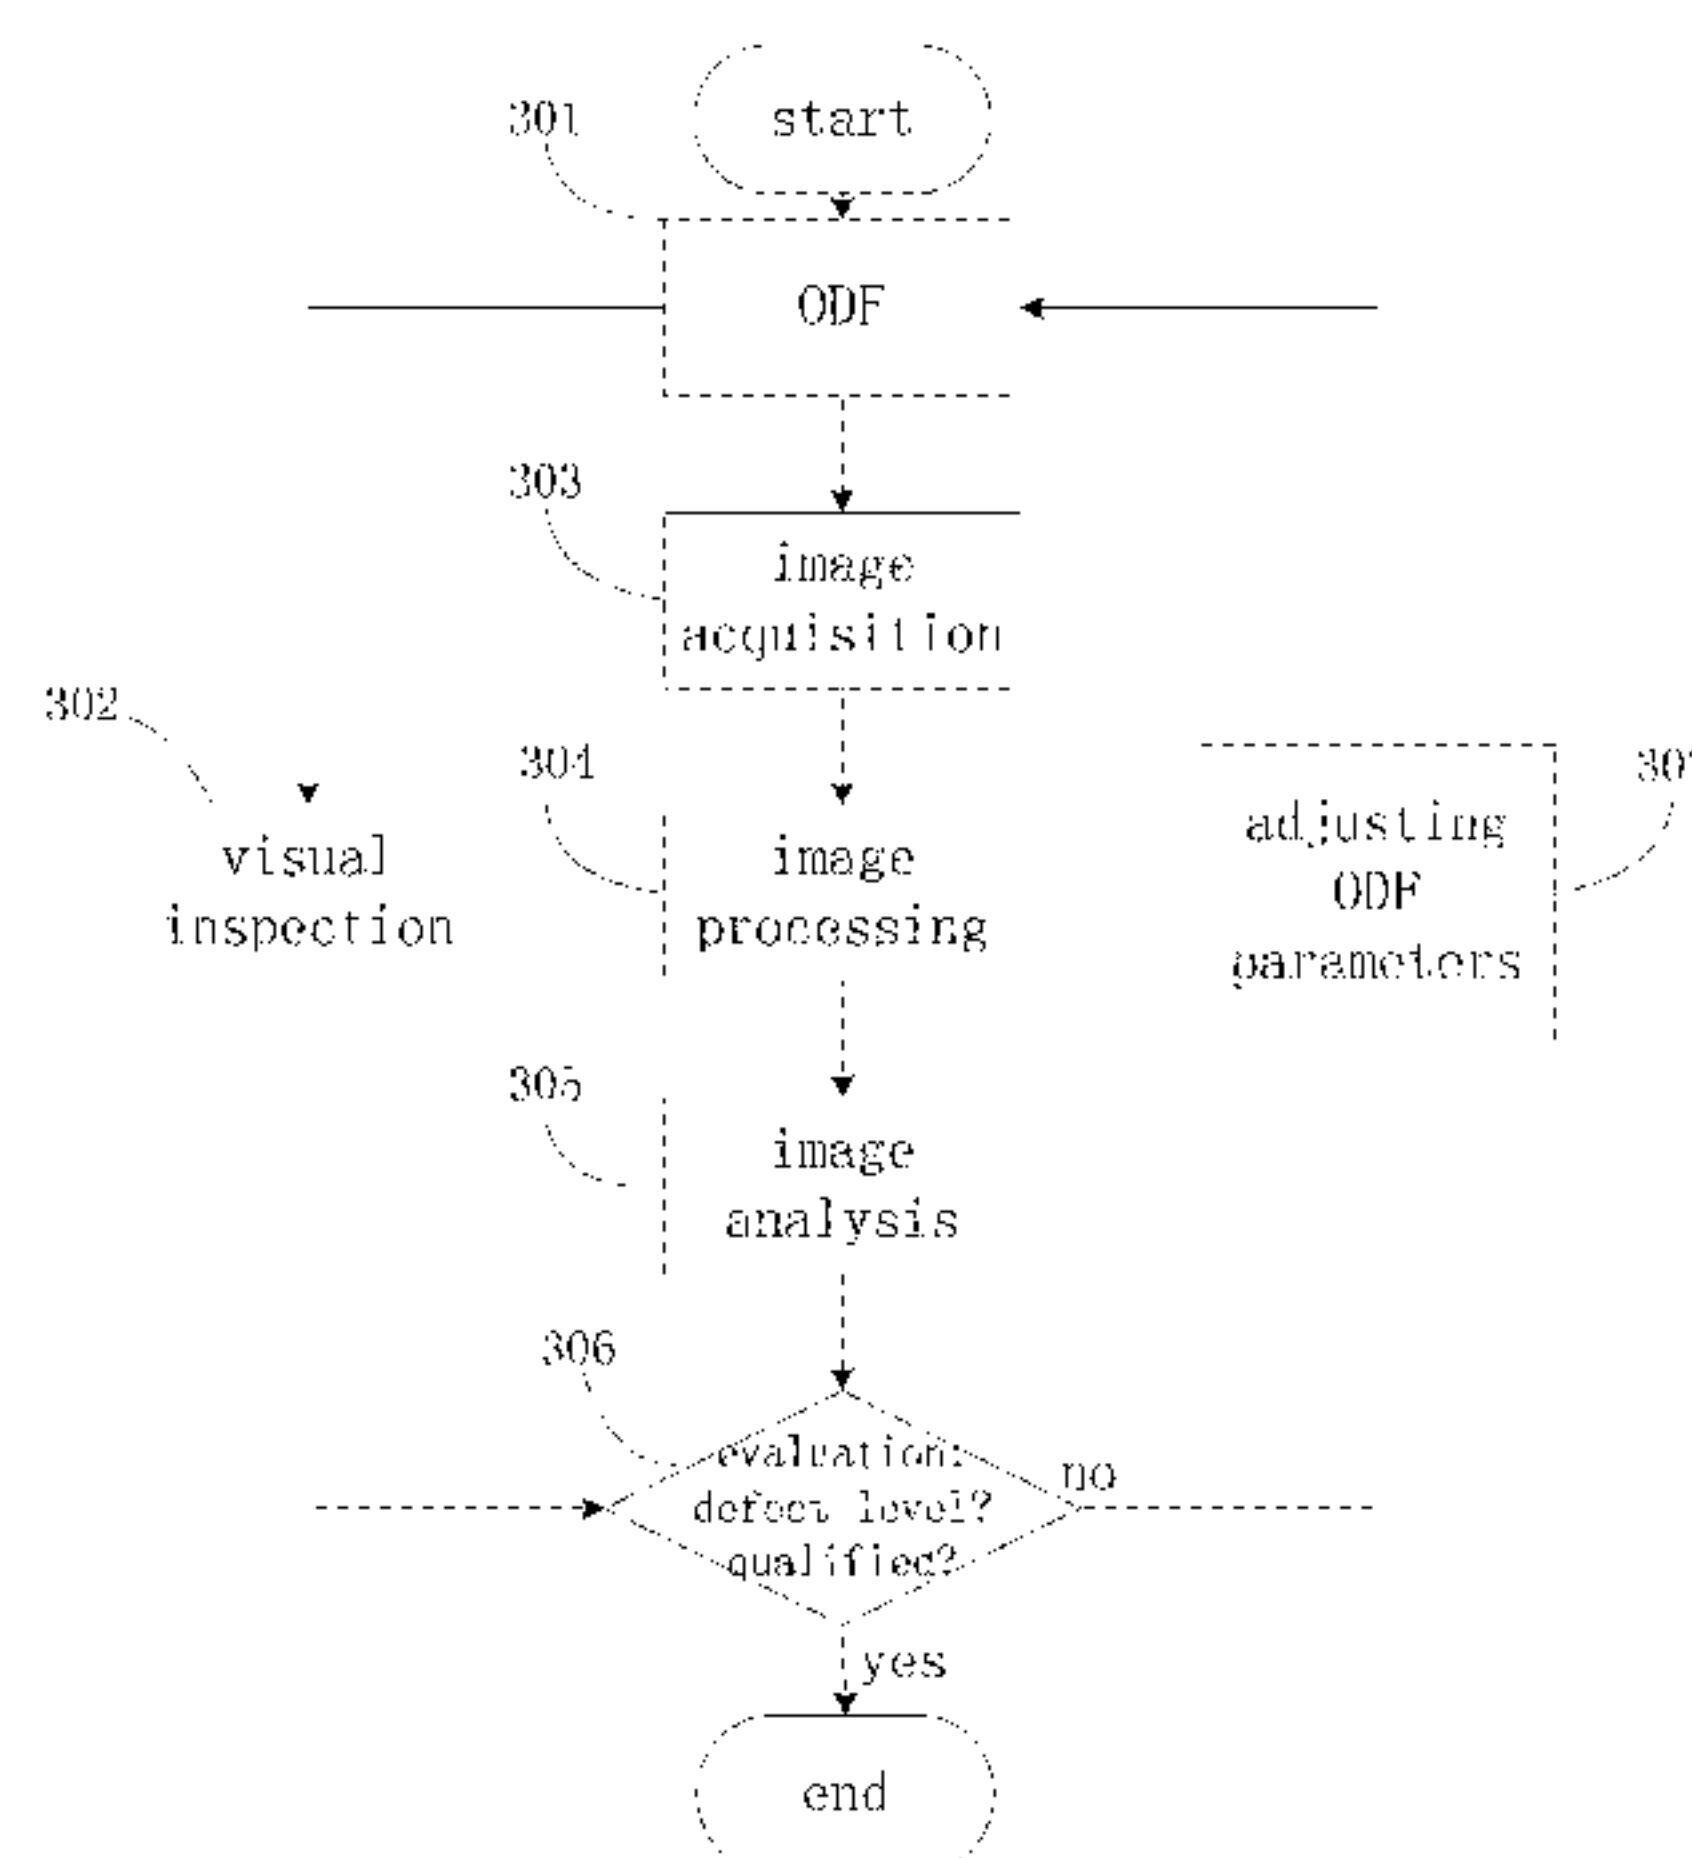 start
301
ODF
303
image
acquisition
302
304
visual
inspection
image
processing
adjusting
ODF
parameters
305
image
analysis
306
evaluation:
defect level?
qualified?
no
yes
end